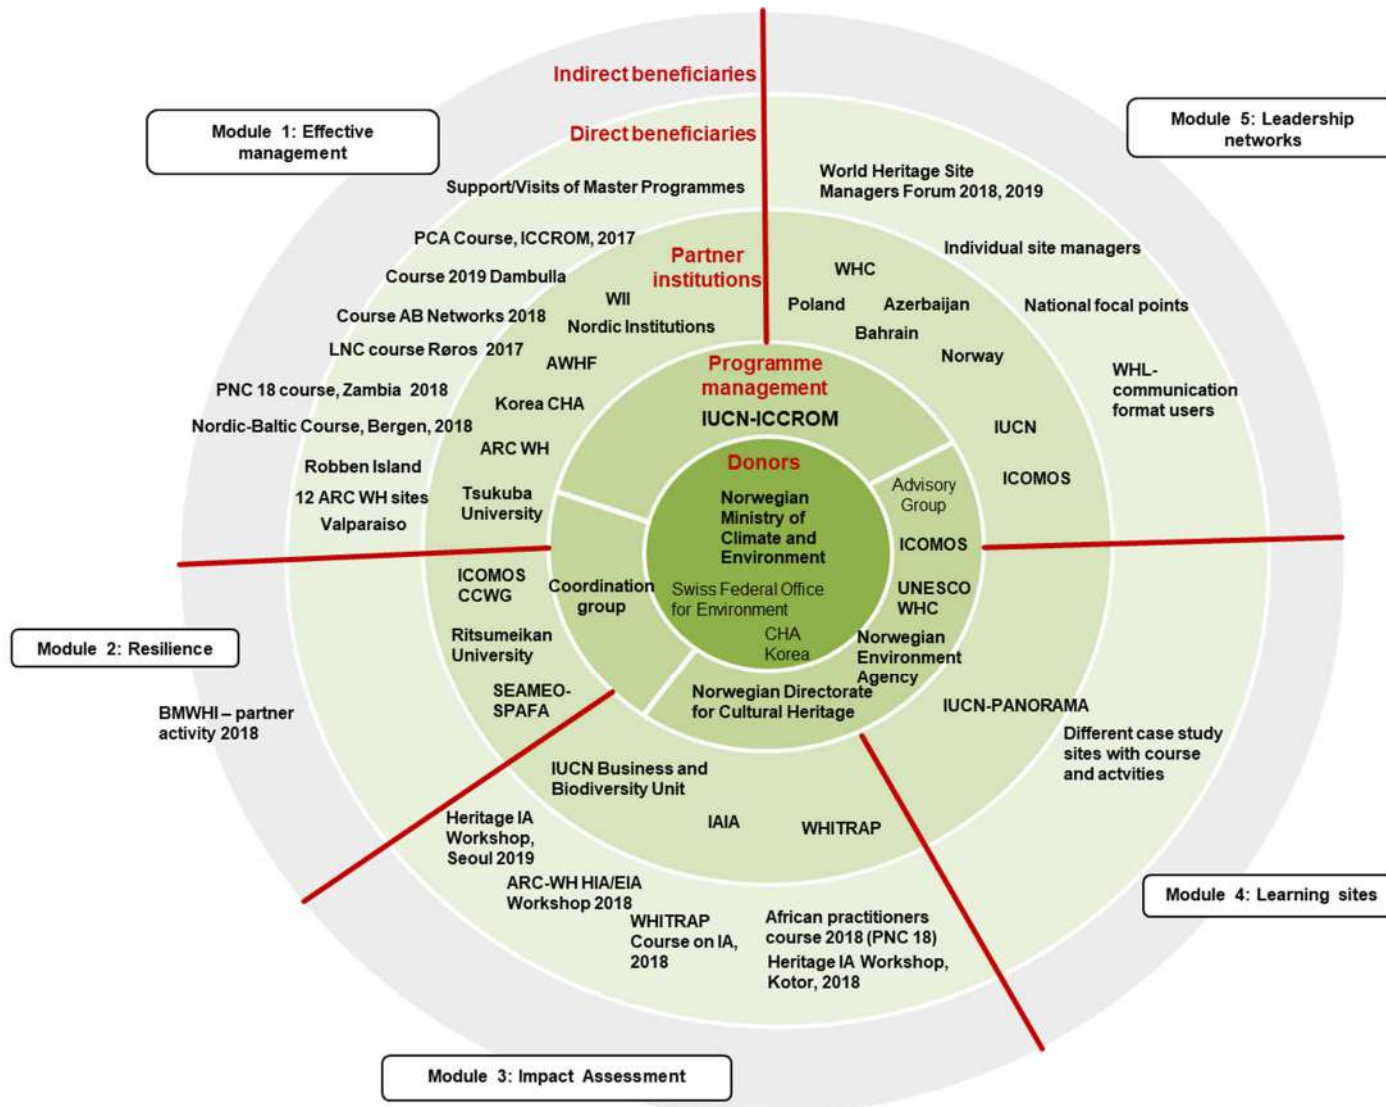 Indirect beneficiaries
Direct beneficiaries
Partner
institutions
Programme
management
IUCN-ICCROM
Donors
Norwegian
Ministry of
Climate and
Environment
Swiss Federal Office
for Environment
CHA
Korea
Advisory
Group
ICOMOS
UNESCO
WHC
Norwegian
Environment
Agency
Norwegian Directorate
for Cultural Heritage
Coordination
group
Module 1: Effective
management
Support/Visits of Master Programmes
PCA Course, ICCROM, 2017
Course 2019 Dambulla
Course AB Networks 2018
LNC course Røros 2017
PNC 18 course, Zambia 2018
Nordic-Baltic Course, Bergen, 2018
Robben Island
12 ARC WH sites
Valparaiso
WII
Nordic Institutions
AWHF
Korea CHA
ARC WH
Tsukuba
University
Module 2: Resilience
ICOMOS
CCWG
Ritsumeikan
University
SEAMEO-
SPAFA
BMWHI – partner
activity 2018
Module 3: Impact Assessment
IUCN Business and
Biodiversity Unit
IAIA
WHITRAP
Heritage IA
Workshop,
Seoul 2019
ARC-WH HIA/EIA
Workshop 2018
WHITRAP
Course on IA,
2018
African practitioners
course 2018 (PNC 18)
Heritage IA Workshop,
Kotor, 2018
Module 4: Learning sites
IUCN-PANORAMA
Different case study
sites with course
and actvities
Module 5: Leadership
networks
World Heritage Site
Managers Forum 2018, 2019
Individual site managers
National focal points
WHL-
communication
format users
WHC
Poland
Azerbaijan
Bahrain
Norway
IUCN
ICOMOS